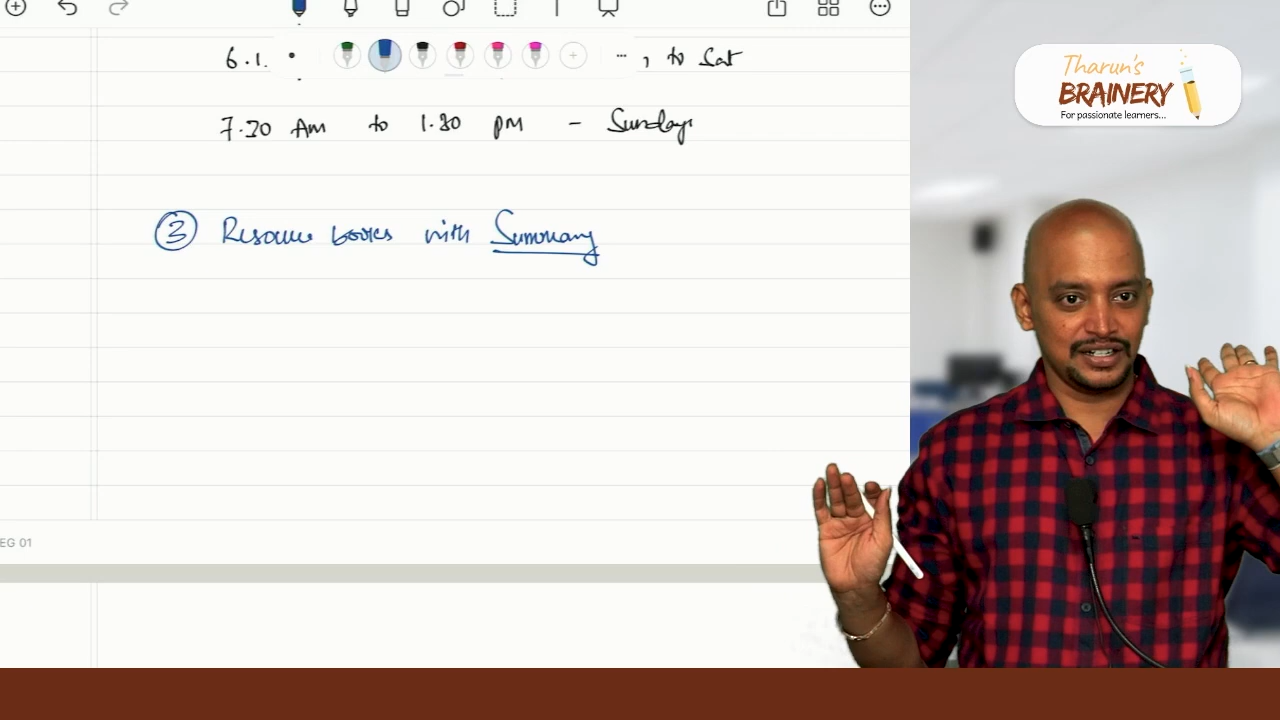 6.1. , to Sat
7.30 Am to 1.30 pm - Sundays
3 Resource books with Summary
EG 01
Tharun's
BRAINERY
For passionate learners...